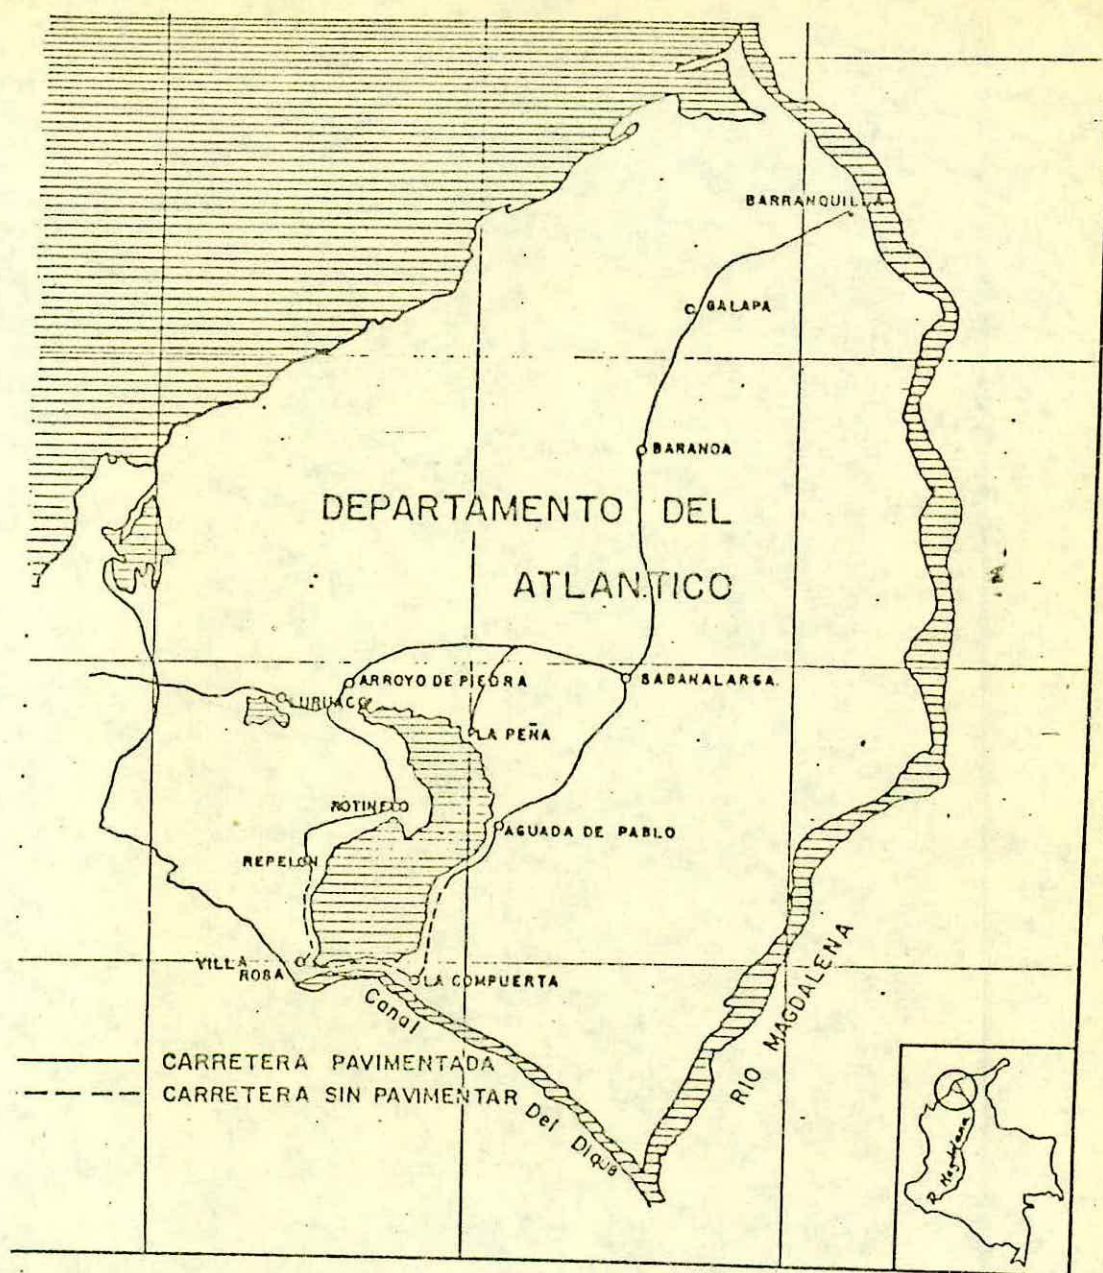 BARRANQUILLA
GALAPA
BARANOA
DEPARTAMENTO DEL
ATLANTICO
ARROYO DE PIEDRA
SABANALARGA
LURUACO
LA PEÑA
ROTINET
AGUADA DE PABLO
REPELON
VILLA
ROSA
LA COMPUERTA
Canal
Del Dique
RIO MAGDALENA
CARRETERA PAVIMENTADA
CARRETERA SIN PAVIMENTAR
R. Magdalena